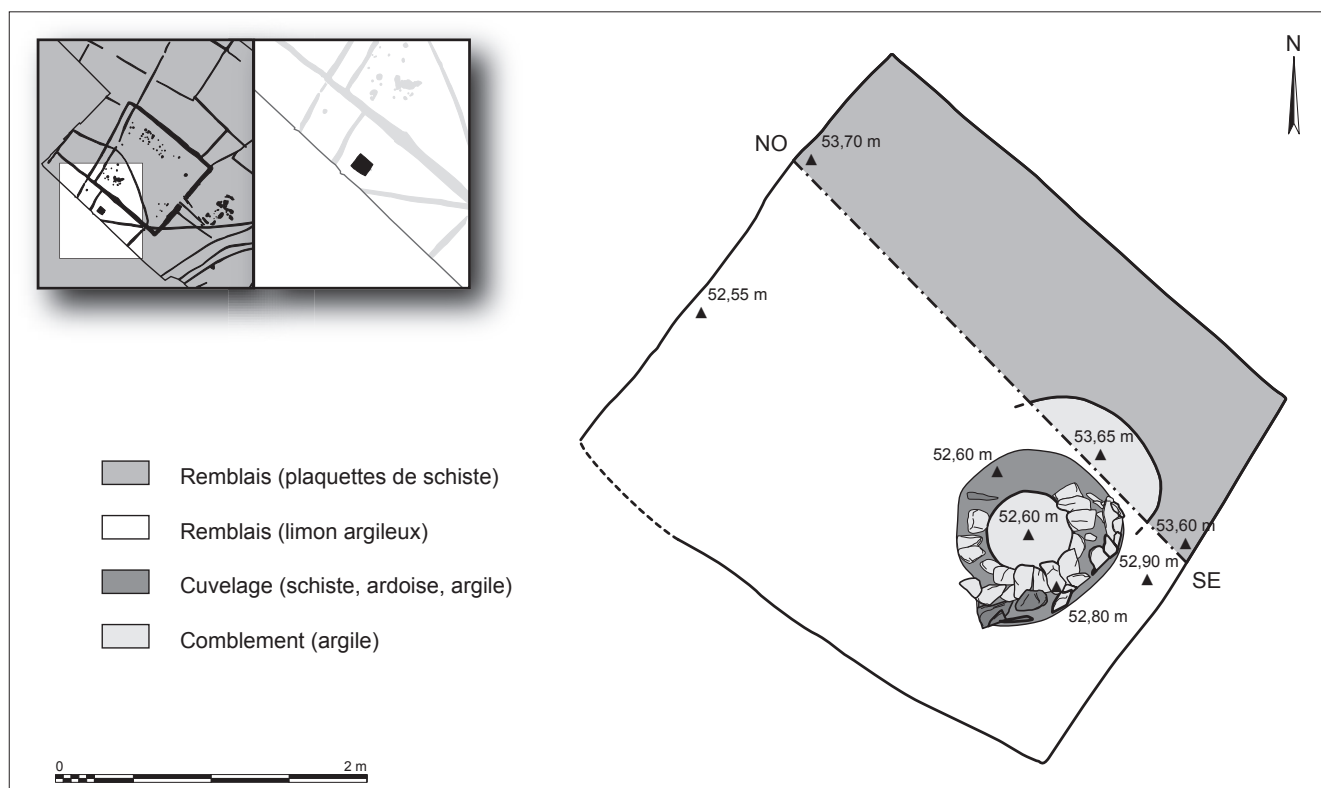 N
NO
53,70 m
52,55 m
53,65 m
52,60 m
52,60 m
53,60 m
52,90 m
SE
52,80 m
Remblais (plaquettes de schiste)
Remblais (limon argileux)
Cuvelage (schiste, ardoise, argile)
Comblement (argile)
0 2 m